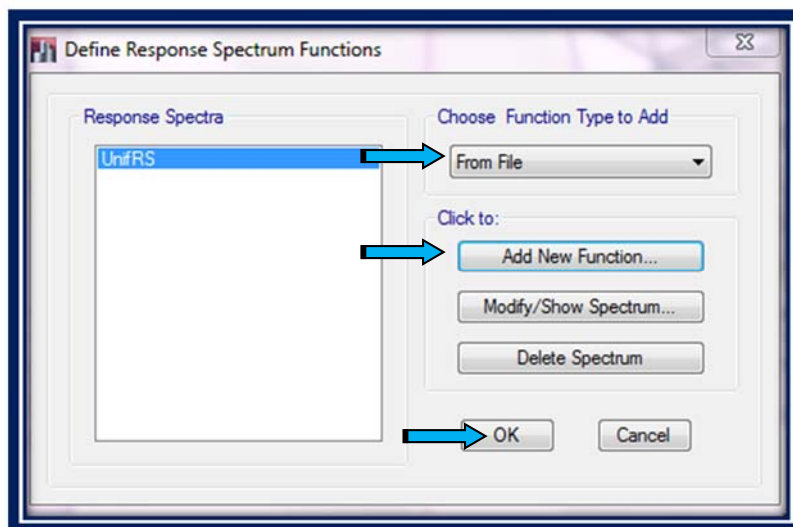 Define Response Spectrum Functions
Response Spectra
UnifRS
Choose Function Type to Add
From File
Click to:
Add New Function...
Modify/Show Spectrum...
Delete Spectrum
OK
Cancel